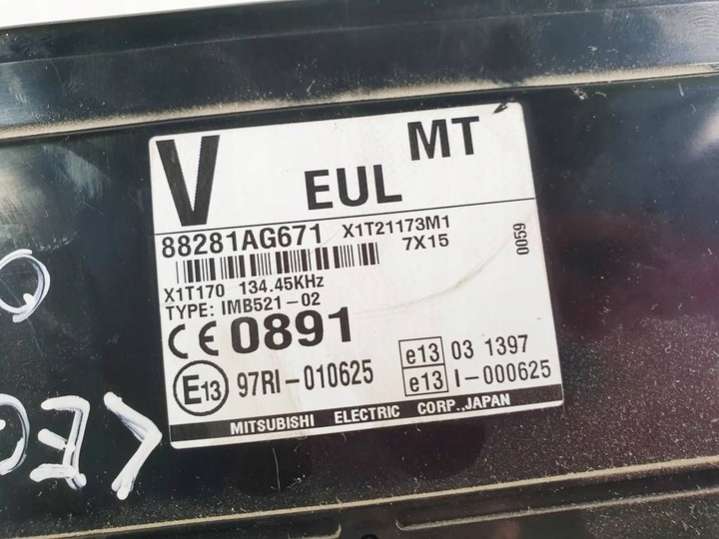 V MT
EUL
88281AG671 X1T21173M1
7X15
0059
X1T170 134.45KHz
TYPE: IMB521-02
CE 0891
E13 97RI-010625
e13 03 1397
e13 I-000625
MITSUBISHI ELECTRIC CORP.,JAPAN